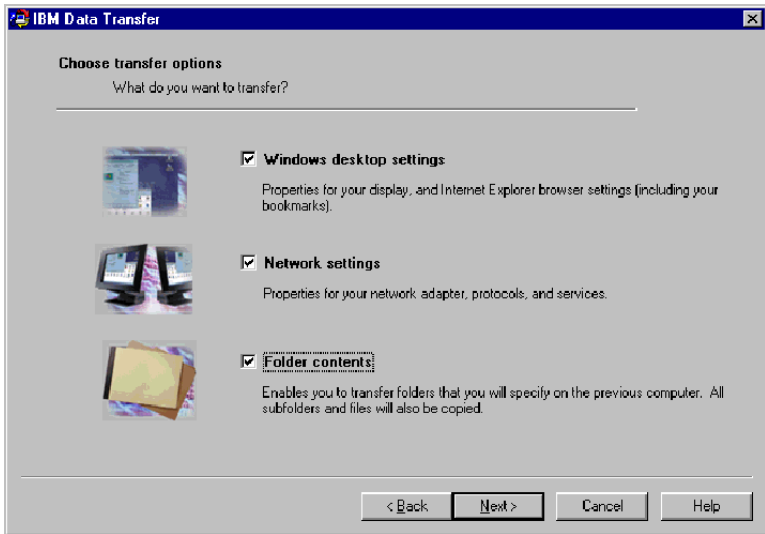 IBM Data Transfer
Choose transfer options
What do you want to transfer?
Windows desktop settings
Properties for your display, and Internet Explorer browser settings (including your
bookmarks).
Network settings
Properties for your network adapter, protocols, and services.
Folder contents
Enables you to transfer folders that you will specify on the previous computer. All
subfolders and files will also be copied.
< Back
Next >
Cancel
Help